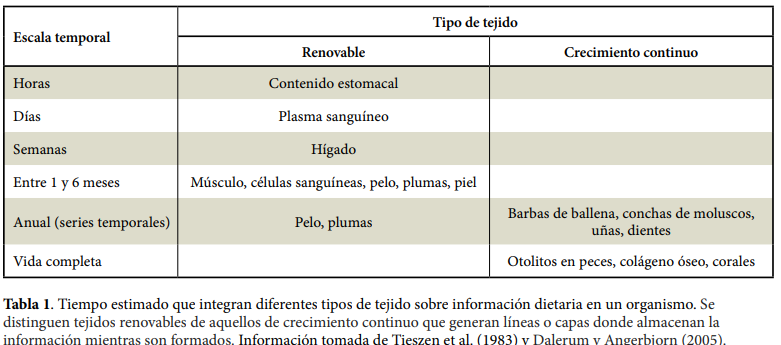 Escala temporal
Tipo de tejido
Renovable
Crecimiento continuo
Horas
Contenido estomacal
Días
Plasma sanguíneo
Semanas
Hígado
Entre 1 y 6 meses
Músculo, células sanguíneas, pelo, plumas, piel
Anual (series temporales)
Pelo, plumas
Barbas de ballena, conchas de moluscos,
uñas, dientes
Vida completa
Otolitos en peces, colágeno óseo, corales
Tabla 1. Tiempo estimado que integran diferentes tipos de tejido sobre información dietaria en un organismo. Se
distinguen tejidos renovables de aquellos de crecimiento continuo que generan líneas o capas donde almacenan la
información mientras son formados. Información tomada de Tieszen et al. (1983) y Dalerum y Angerbjorn (2005).